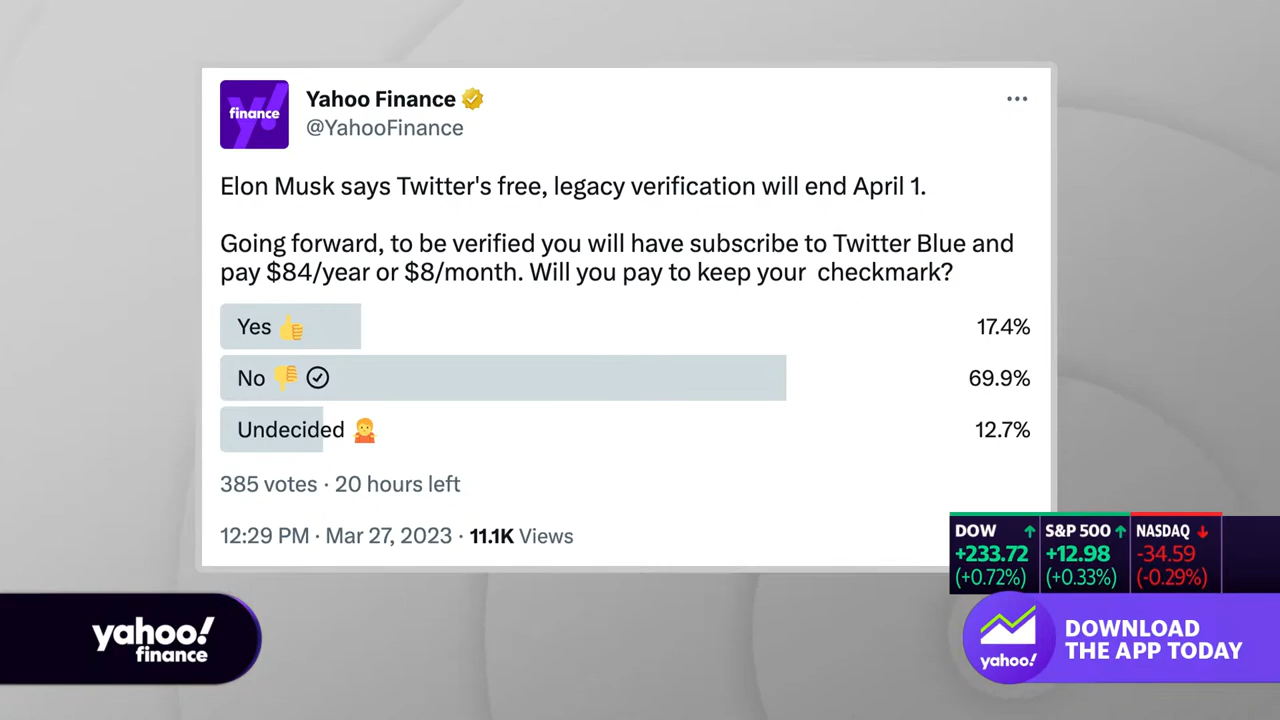 finance
Yahoo Finance
@YahooFinance
Elon Musk says Twitter's free, legacy verification will end April 1.
Going forward, to be verified you will have subscribe to Twitter Blue and
pay $84/year or $8/month. Will you pay to keep your checkmark?
Yes 👍 17.4%
No 👎 69.9%
Undecided 🤷 12.7%
385 votes · 20 hours left
12:29 PM · Mar 27, 2023 · 11.1K Views
DOW S&P 500 NASDAQ
+233.72 +12.98 -34.59
(+0.72%) (+0.33%) (-0.29%)
yahoo!
finance
yahoo!
DOWNLOAD
THE APP TODAY